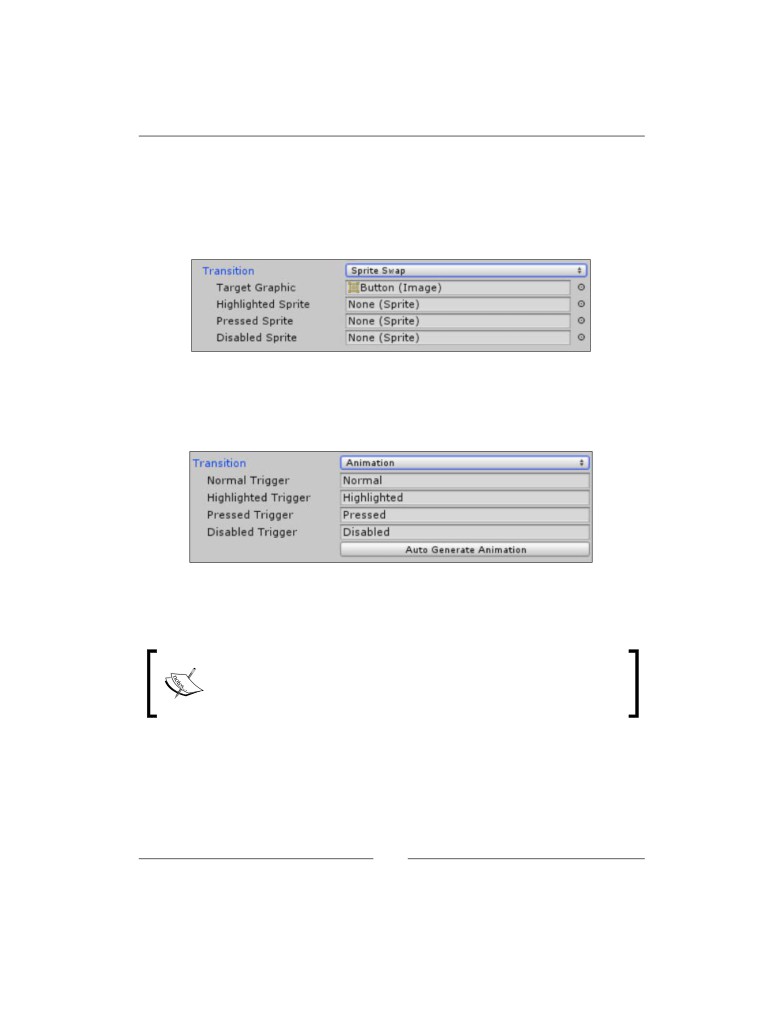 Transition Sprite Swap
Target Graphic Button (Image)
Highlighted Sprite None (Sprite)
Pressed Sprite None (Sprite)
Disabled Sprite None (Sprite)
Transition Animation
Normal Trigger Normal
Highlighted Trigger Highlighted
Pressed Trigger Pressed
Disabled Trigger Disabled
Auto Generate Animation